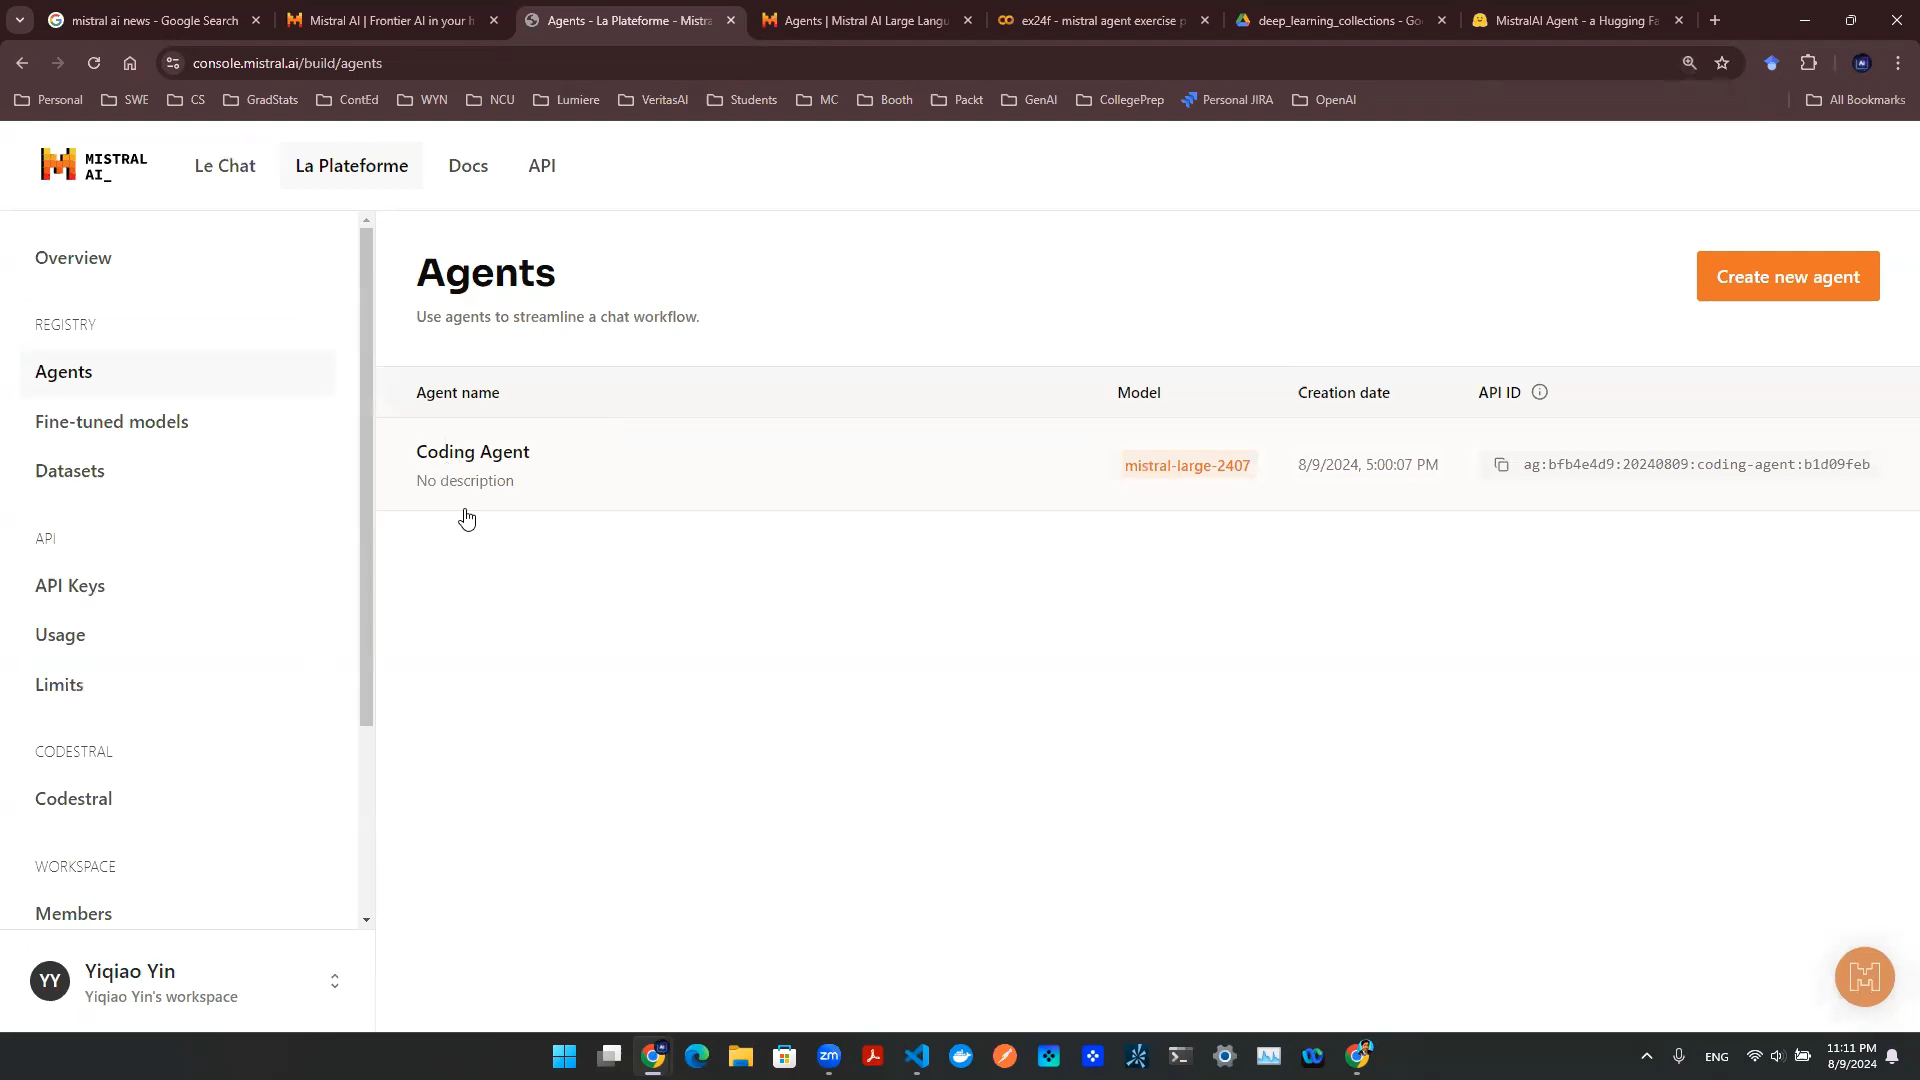 mistral ai news - Google Search
Mistral AI | Frontier AI in your h
Agents - La Plateforme - Mistra
Agents | Mistral AI Large Langu
ex24f - mistral agent exercise p
deep_learning_collections - Go
MistralAI Agent - a Hugging Fa
console.mistral.ai/build/agents
Personal SWE CS GradStats ContEd WYN NCU Lumiere VeritasAI Students MC Booth Packt GenAI CollegePrep Personal JIRA OpenAI All Bookmarks
MISTRAL
AI_
Le Chat La Plateforme Docs API
Overview
REGISTRY
Agents
Fine-tuned models
Datasets
API
API Keys
Usage
Limits
CODESTRAL
Codestral
WORKSPACE
Members
YY
Yiqiao Yin
Yiqiao Yin's workspace
Agents
Use agents to streamline a chat workflow.
Create new agent
Agent name Model Creation date API ID
Coding Agent
No description
mistral-large-2407
8/9/2024, 5:00:07 PM
ag:bfb4e4d9:20240809:coding-agent:b1d09feb
zm
ENG
11:11 PM
8/9/2024